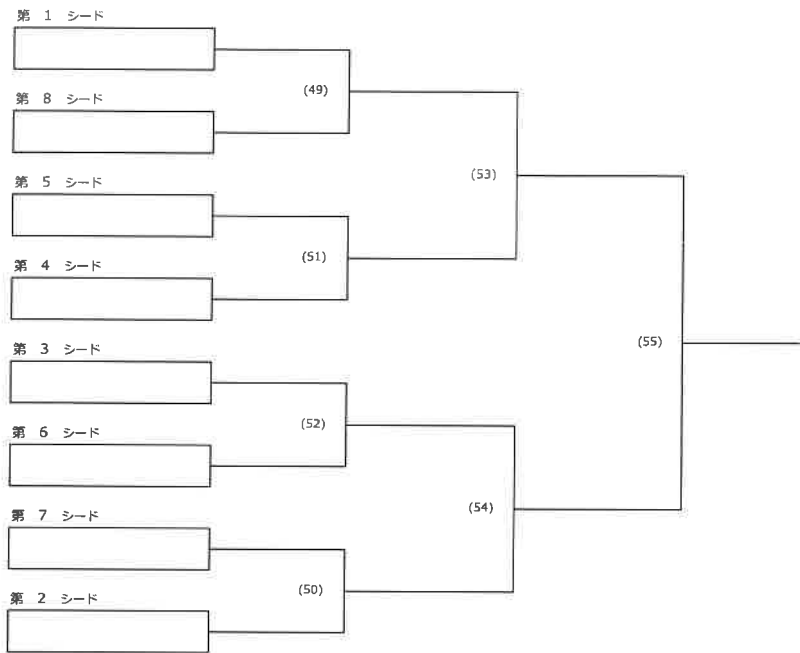 第 1 シード
(49)
第 8 シード
(53)
第 5 シード
(51)
第 4 シード
(55)
第 3 シード
(52)
第 6 シード
(54)
第 7 シード
(50)
第 2 シード